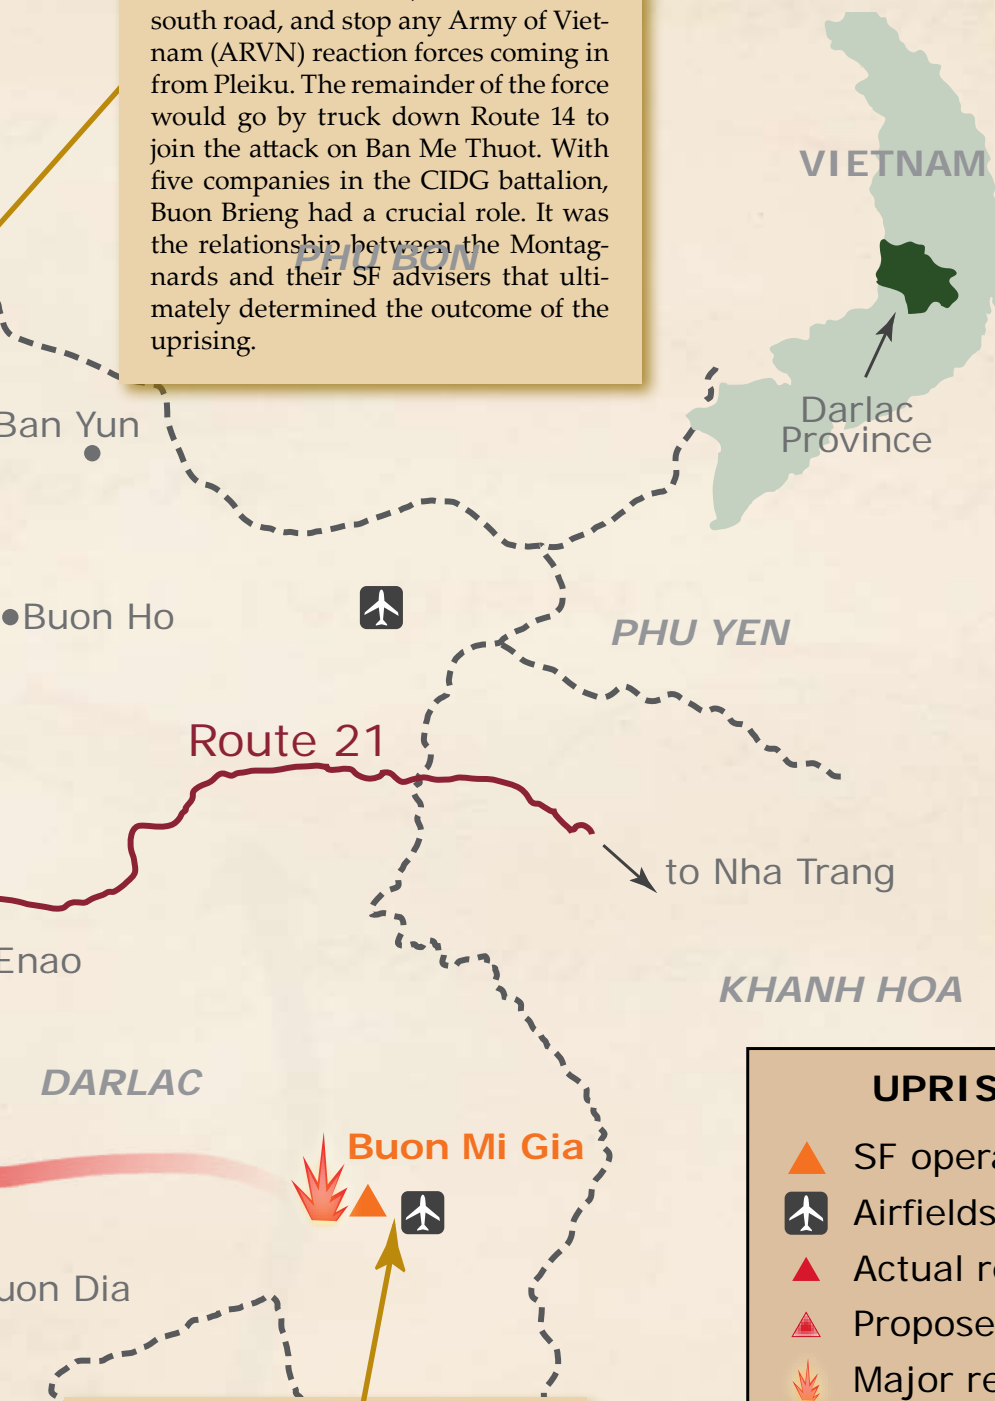 south road, and stop any Army of Viet-
nam (ARVN) reaction forces coming in
from Pleiku. The remainder of the force
would go by truck down Route 14 to
join the attack on Ban Me Thuot. With
five companies in the CIDG battalion,
Buon Brieng had a crucial role. It was
the relationship between the Montag-
nards and their SF advisers that ulti-
mately determined the outcome of the
uprising.
PHU BON
VIETNAM
Darlac
Province
Ban Yun
Buon Ho
PHU YEN
Route 21
to Nha Trang
Enao
KHANH HOA
DARLAC
Buon Mi Gia
uon Dia
UPRIS
SF opera
Airfields
Actual re
Propose
Major re